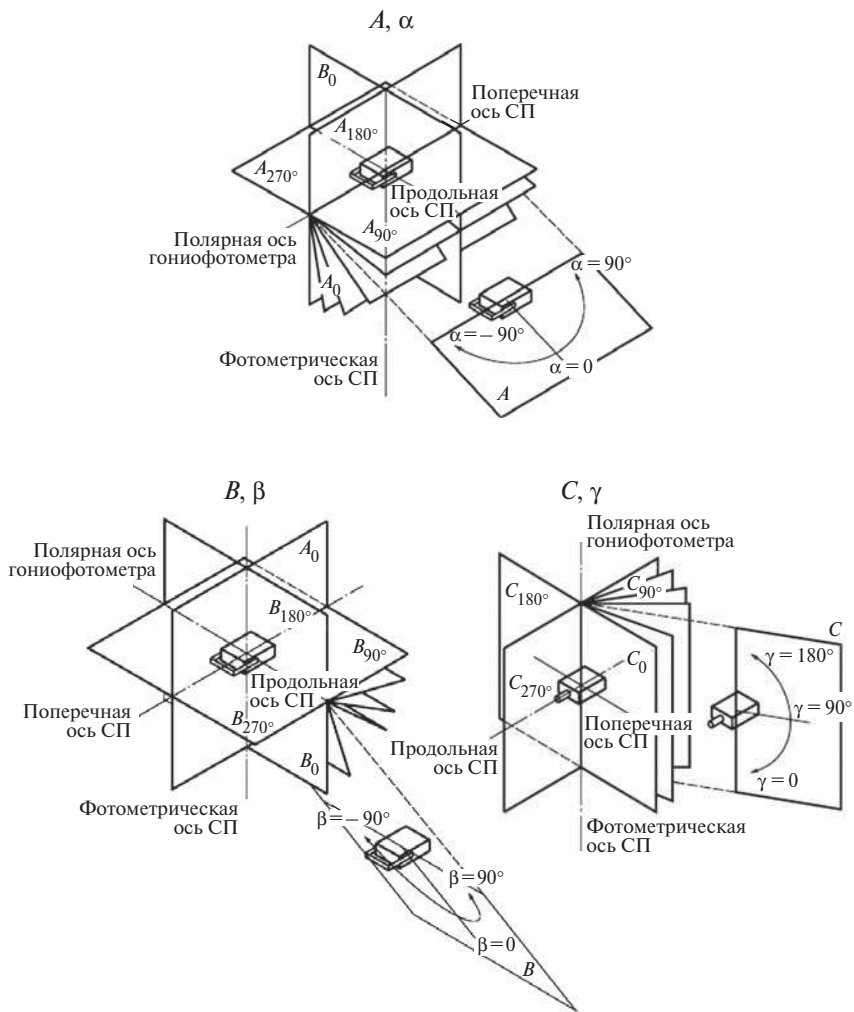 A, α
B₀
Поперечная
ось СП
A₁₈₀°
A₂₇₀°
Продольная
ось СП
A₉₀°
Полярная ось
гониофотометра
A₀
α = 90°
α = – 90°
Фотометрическая
ось СП
α = 0
A
B, β
C, γ
Полярная ось
гониофотометра
Полярная ось
гониофотометра
A₀
B₁₈₀°
C₁₈₀°
C₉₀°
C
B₉₀°
γ = 180°
C₀
Продольная
ось СП
C₂₇₀°
γ = 90°
B₂₇₀°
Поперечная
ось СП
Поперечная
ось СП
Продольная
ось СП
B₀
γ = 0
Фотометрическая
ось СП
β = – 90°
Фотометрическая
ось СП
β = 90°
β = 0
B